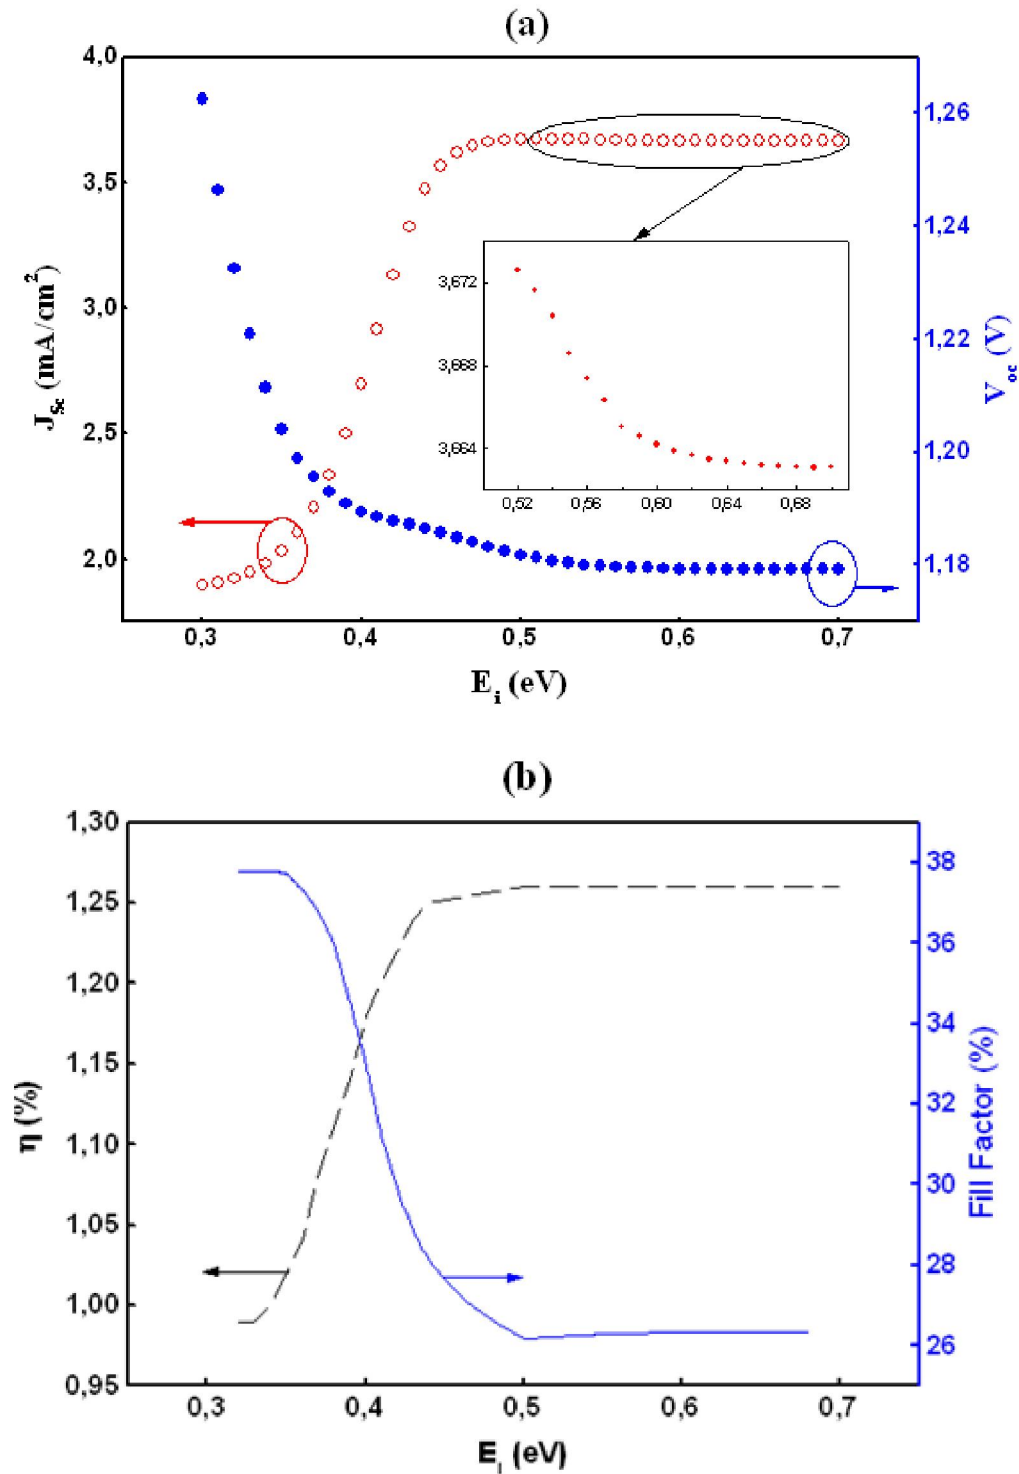 (a)
4,0
3,5
3,0
2,5
2,0
J_Sc (mA/cm²)
1,26
1,24
1,22
1,20
1,18
V_oc (V)
3,672
3,668
3,664
0,52 0,56 0,60 0,64 0,68
0,3 0,4 0,5 0,6 0,7
E_i (eV)
(b)
1,30
1,25
1,20
1,15
1,10
1,05
1,00
0,95
η (%)
38
36
34
32
30
28
26
Fill Factor (%)
0,3 0,4 0,5 0,6 0,7
E_i (eV)